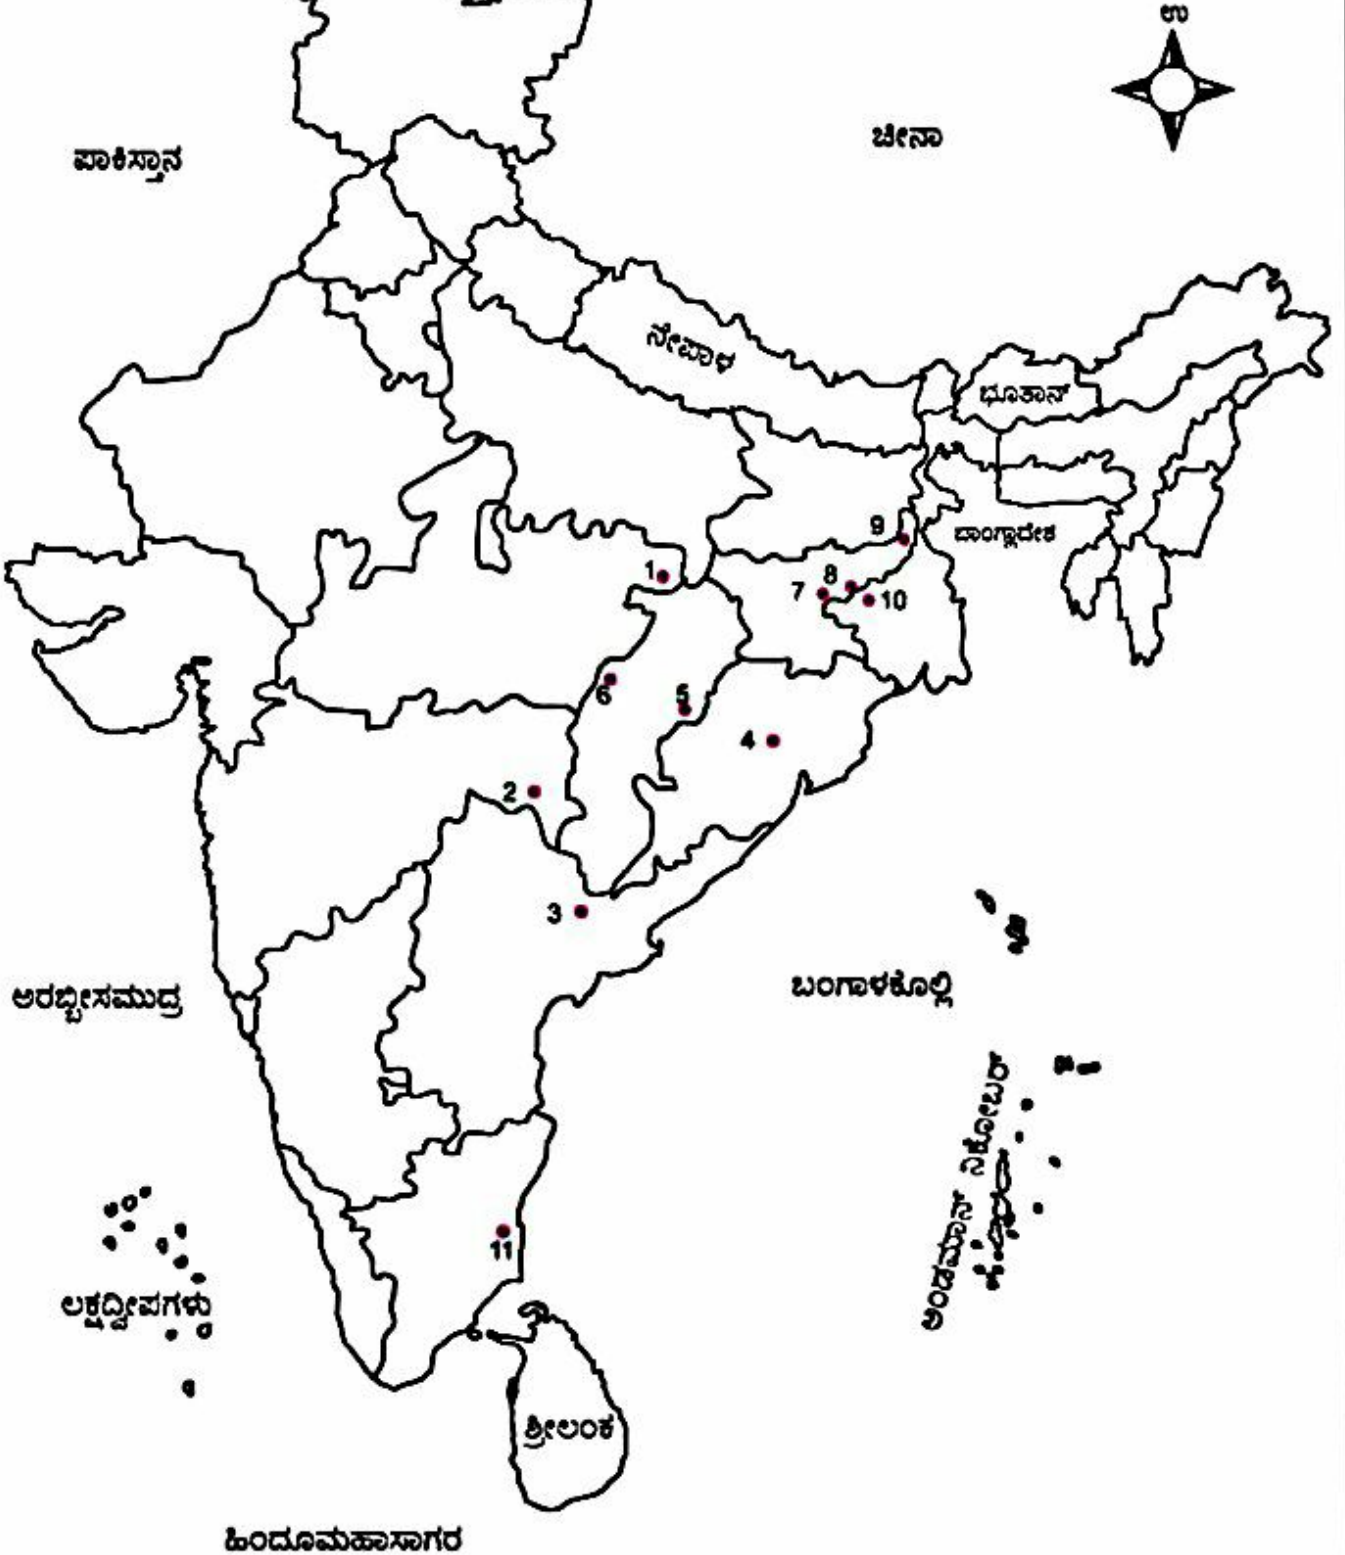 ಉ
ಪಾಕಿಸ್ತಾನ
ಚೀನಾ
ನೇಪಾಳ
ಭೂತಾನ್
ಬಾಂಗ್ಲಾದೇಶ
9
1
7
8
10
6
5
4
2
3
ಅರಬ್ಬೀಸಮುದ್ರ
ಬಂಗಾಳಕೊಲ್ಲಿ
ಅಂಡಮಾನ್ ನಿಕೋಬರ್
11
ಲಕ್ಷದ್ವೀಪಗಳು
ಶ್ರೀಲಂಕ
ಹಿಂದೂಮಹಾಸಾಗರ